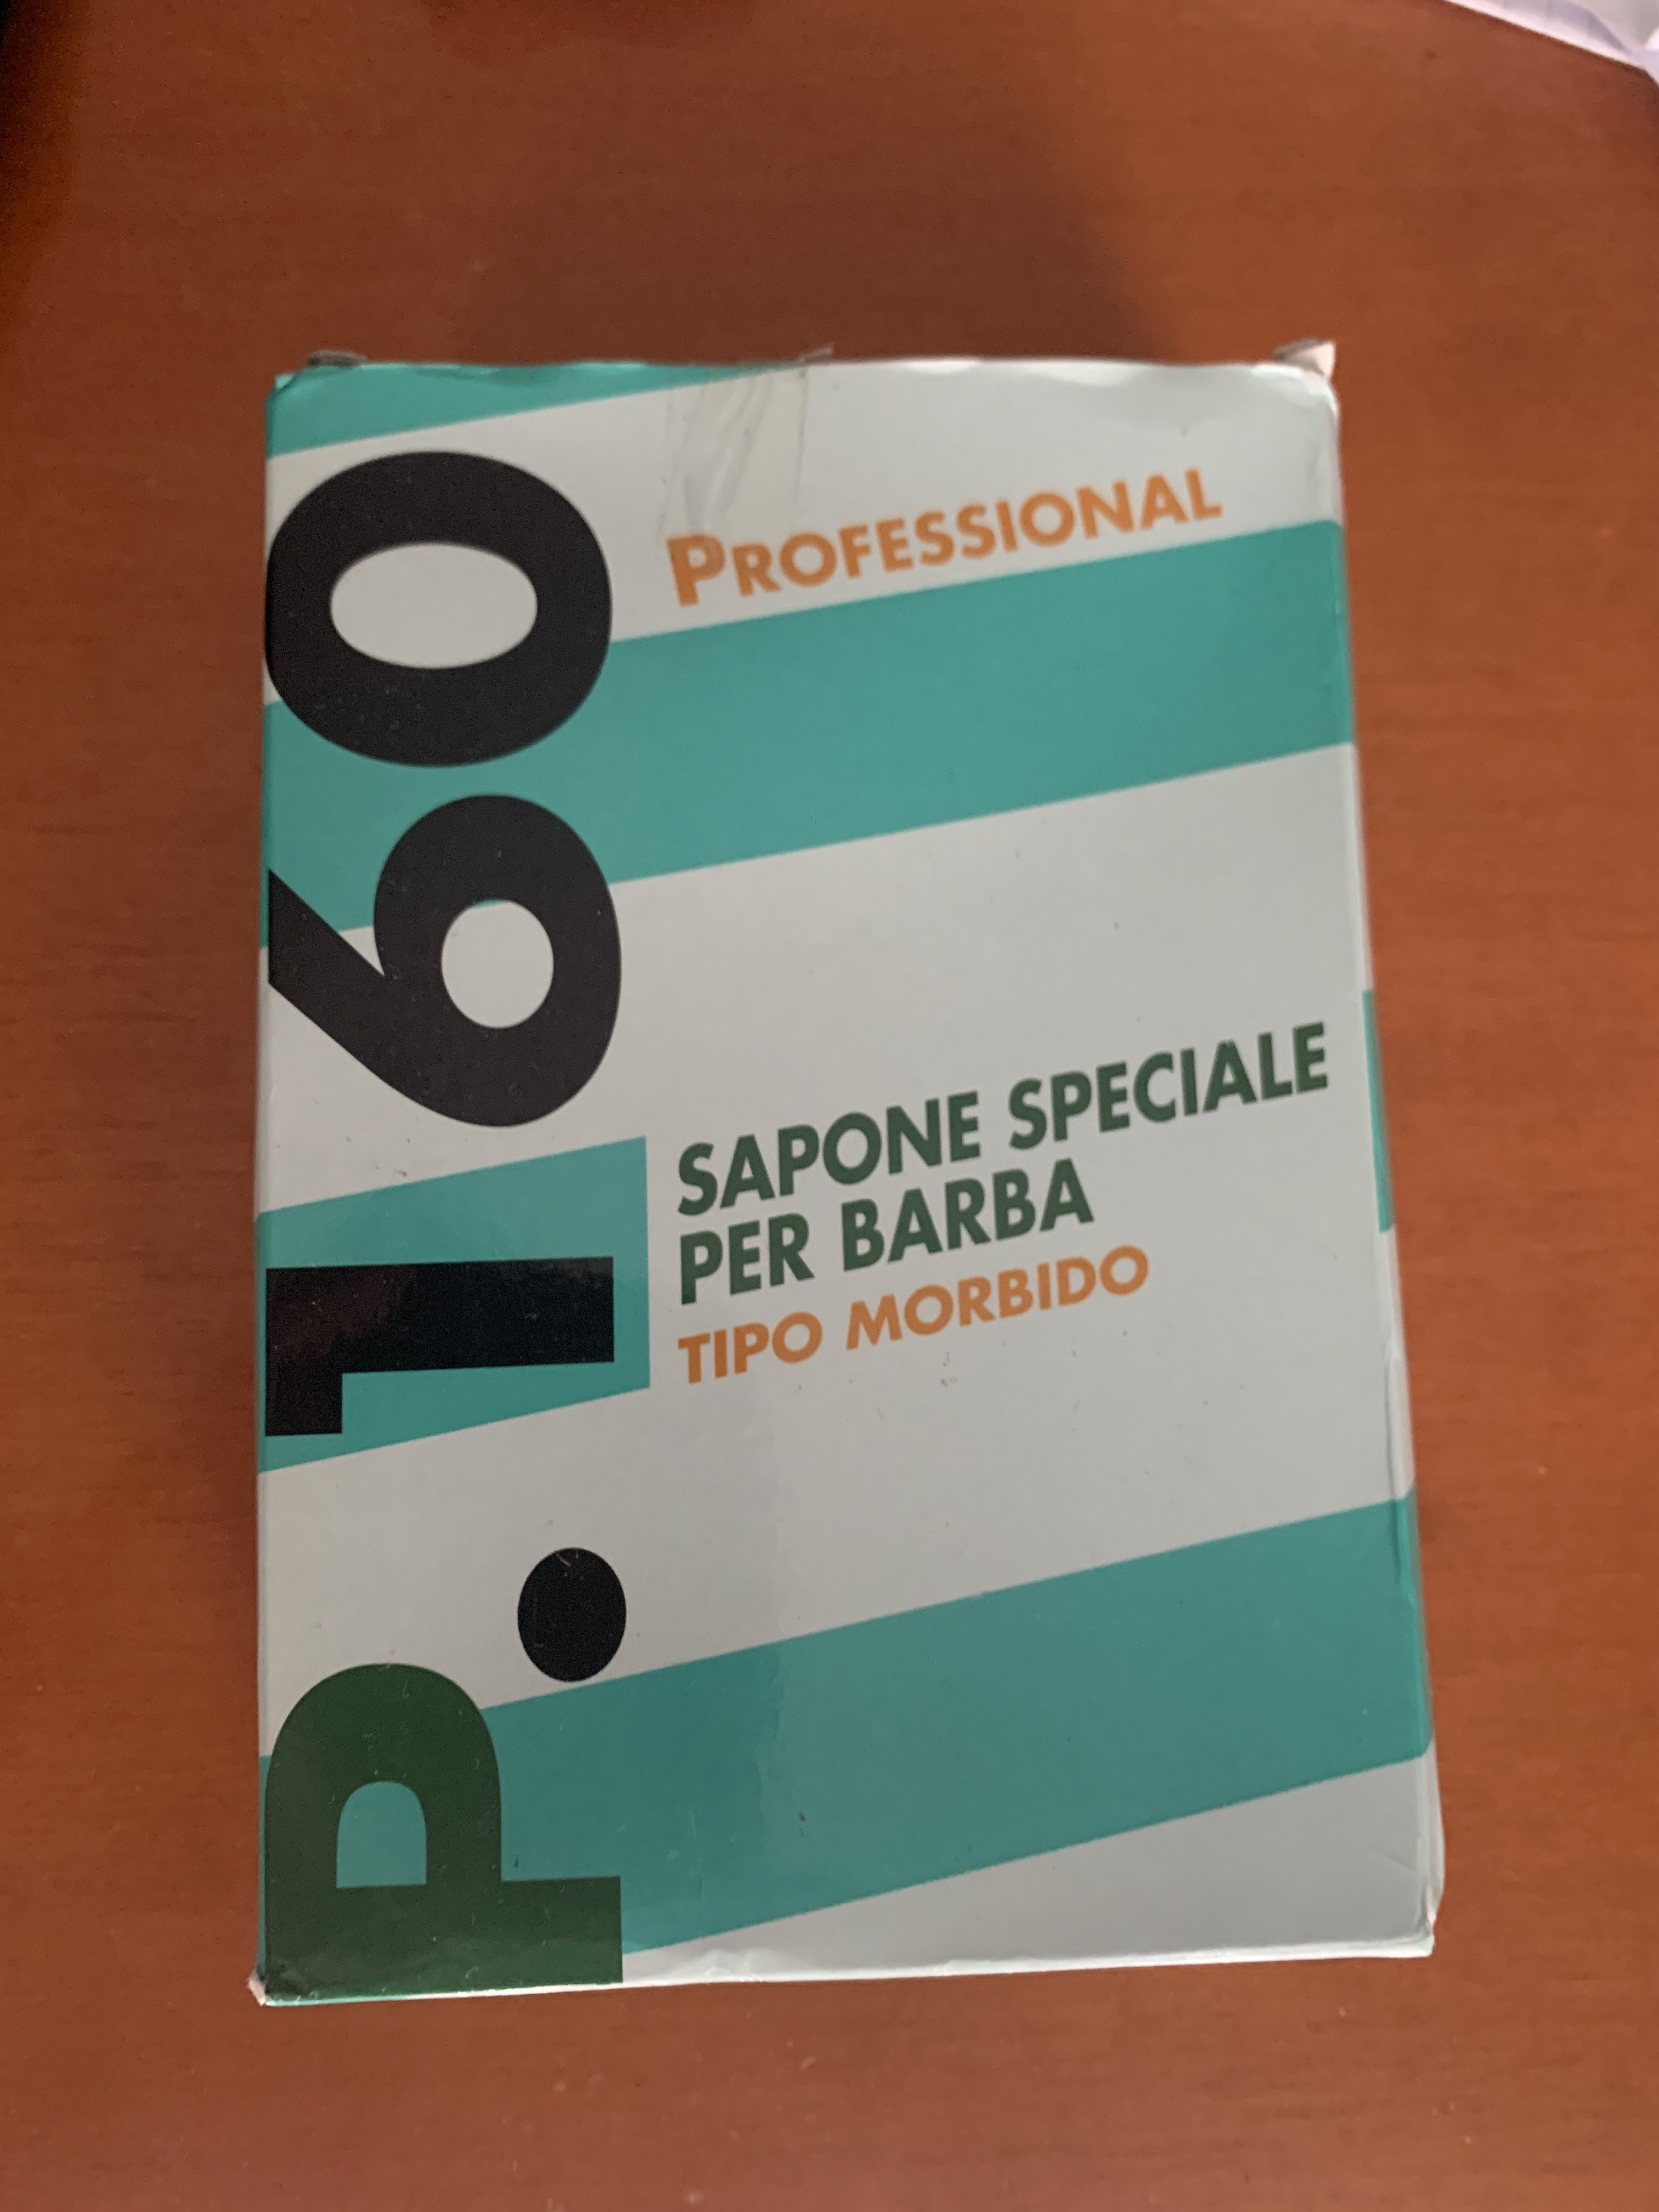 P.160
PROFESSIONAL
SAPONE SPECIALE
PER BARBA
TIPO MORBIDO